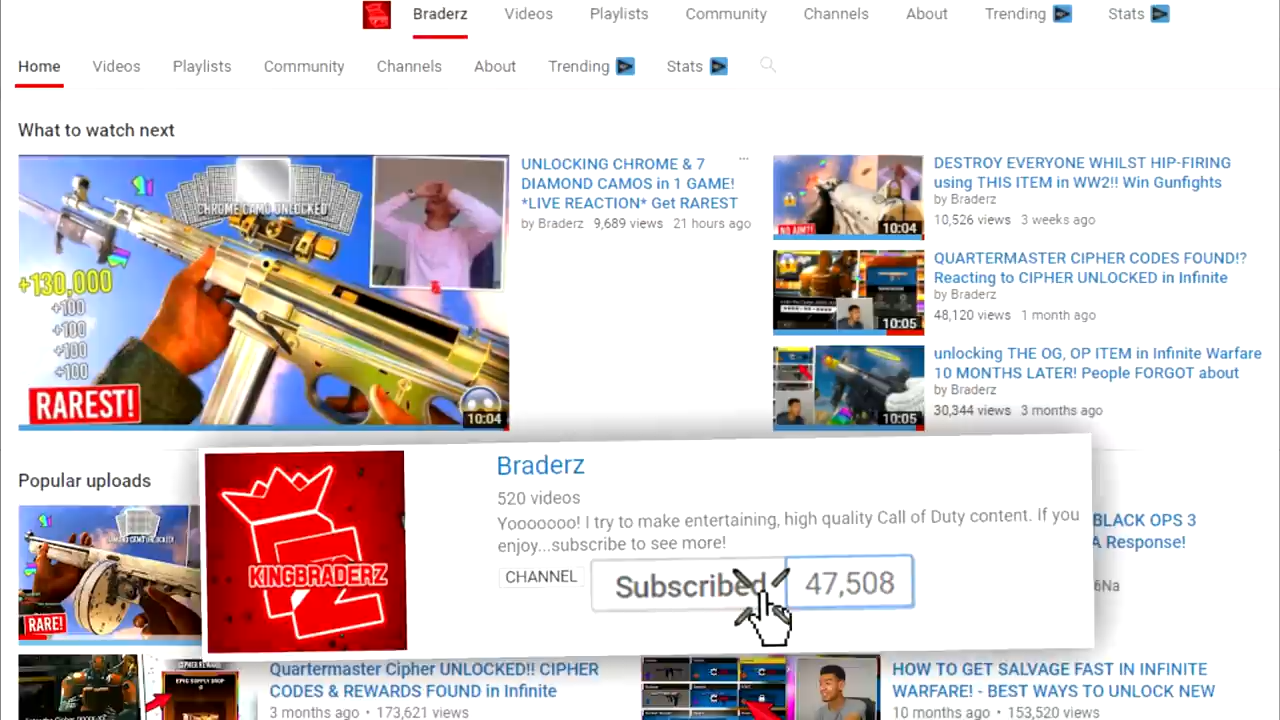 Braderz Videos Playlists Community Channels About Trending Stats
Home Videos Playlists Community Channels About Trending Stats
What to watch next
CHROME CAMO UNLOCKED
+130,000
+100
+100
+100
+100
RAREST!
10:04
UNLOCKING CHROME & 7
DIAMOND CAMOS in 1 GAME!
*LIVE REACTION* Get RAREST
by Braderz 9,689 views 21 hours ago
NO AIM?!
10:04
DESTROY EVERYONE WHILST HIP-FIRING
using THIS ITEM in WW2!! Win Gunfights
by Braderz
10,526 views 3 weeks ago
10:05
QUARTERMASTER CIPHER CODES FOUND!?
Reacting to CIPHER UNLOCKED in Infinite
by Braderz
48,120 views 1 month ago
10:05
unlocking THE OG, OP ITEM in Infinite Warfare
10 MONTHS LATER! People FORGOT about
by Braderz
30,344 views 3 months ago
Popular uploads
RARE!
KINGBRADERZ
Braderz
520 videos
Yooooooo! I try to make entertaining, high quality Call of Duty content. If you
enjoy...subscribe to see more!
CHANNEL
Subscribed 47,508
BLACK OPS 3
A Response!
6Na
EPIC SUPPLY DROP
Quartermaster Cipher UNLOCKED!! CIPHER
CODES & REWARDS FOUND in Infinite
3 months ago • 173,621 views
HOW TO GET SALVAGE FAST IN INFINITE
WARFARE! - BEST WAYS TO UNLOCK NEW
10 months ago • 153,520 views